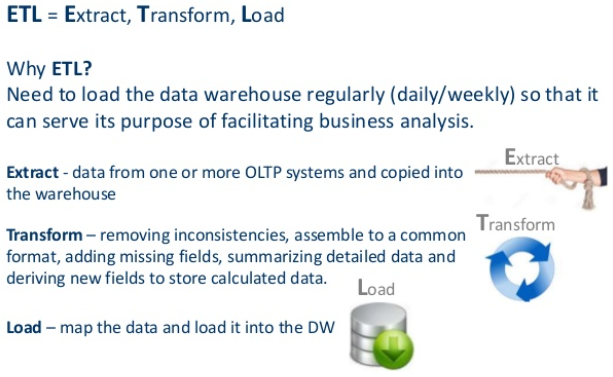 ETL = Extract, Transform, Load
Why ETL?
Need to load the data warehouse regularly (daily/weekly) so that it
can serve its purpose of facilitating business analysis.
Extract - data from one or more OLTP systems and copied into
the warehouse
Extract
Transform – removing inconsistencies, assemble to a common
format, adding missing fields, summarizing detailed data and
deriving new fields to store calculated data.
Transform
Load
Load – map the data and load it into the DW